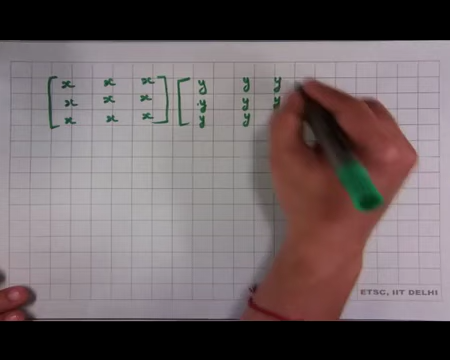 [x x x] [y y y
[x x x] [y y y
[x x x] [y y
ETSC, IIT DELHI